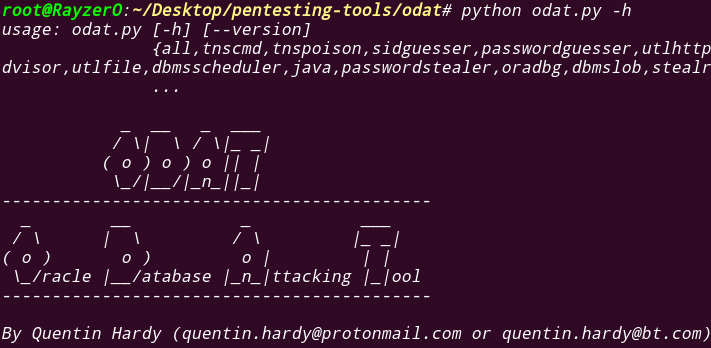 root@RayzerO:~/Desktop/pentesting-tools/odat# python odat.py -h
usage: odat.py [-h] [--version]
               {all,tnscmd,tnspoison,sidguesser,passwordguesser,utlhttp
dvisor,utlfile,dbmsscheduler,java,passwordstealer,oradbg,dbmslob,stealr
               ...

            _  __   _  ___
           / \|  \ / \|_ _|
          ( o ) o ) o || |
           \_/|__/|_n_||_|
-------------------------------------------
  _        __           _           ___
 / \      |  \         / \         |_ _|
( o )       o )         o |         | |
 \_/racle |__/atabase |_n_|ttacking |_|ool
-------------------------------------------

By Quentin Hardy (quentin.hardy@protonmail.com or quentin.hardy@bt.com)